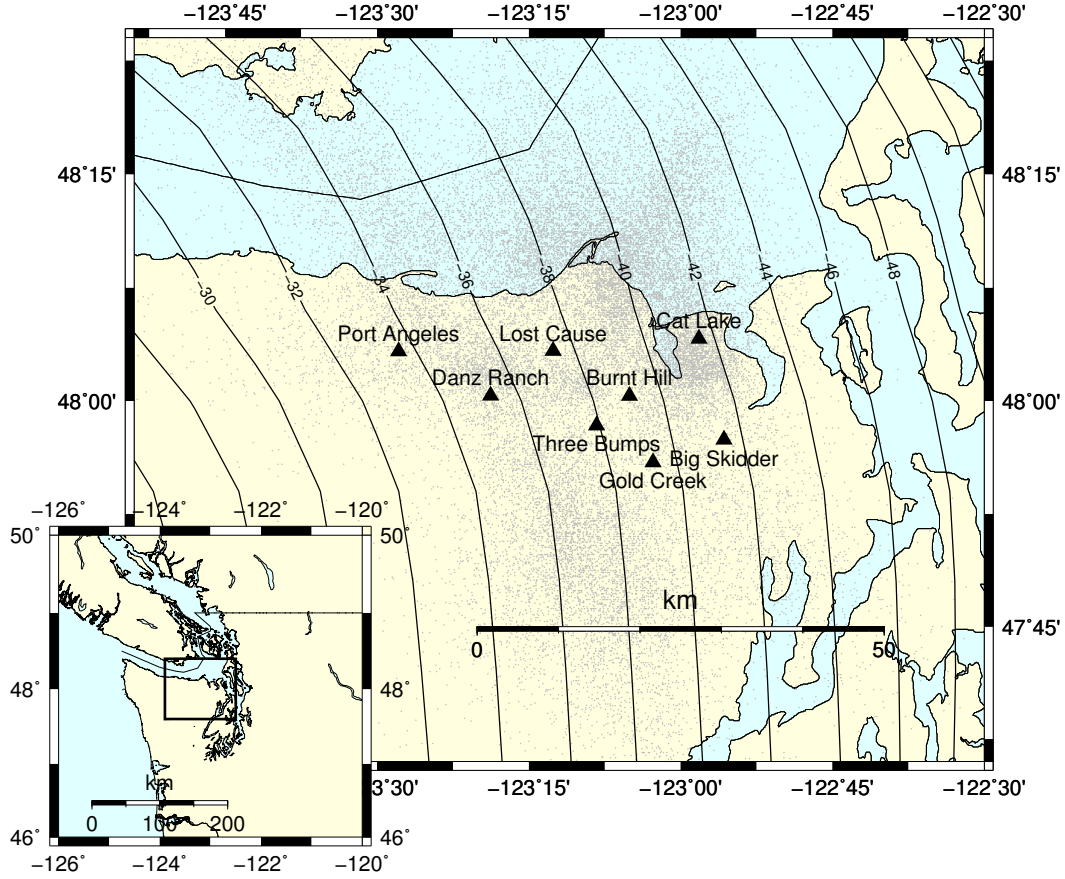 −123˚45' −123˚30' −123˚15' −123˚00' −122˚45' −122˚30'
48˚15' 48˚15'
−30 −32 −34 −36 −38 −40 −42 −44 −46 −48
Cat Lake
Port Angeles Lost Cause
Danz Ranch Burnt Hill
48˚00' 48˚00'
Three Bumps Big Skidder
Gold Creek
−126˚ −124˚ −122˚ −120˚
50˚ 50˚
km
47˚45'
0 50
48˚ 48˚
km
0 100 200
3˚30' −123˚15' −123˚00' −122˚45' −122˚30'
46˚ 46˚
−126˚ −124˚ −122˚ −120˚